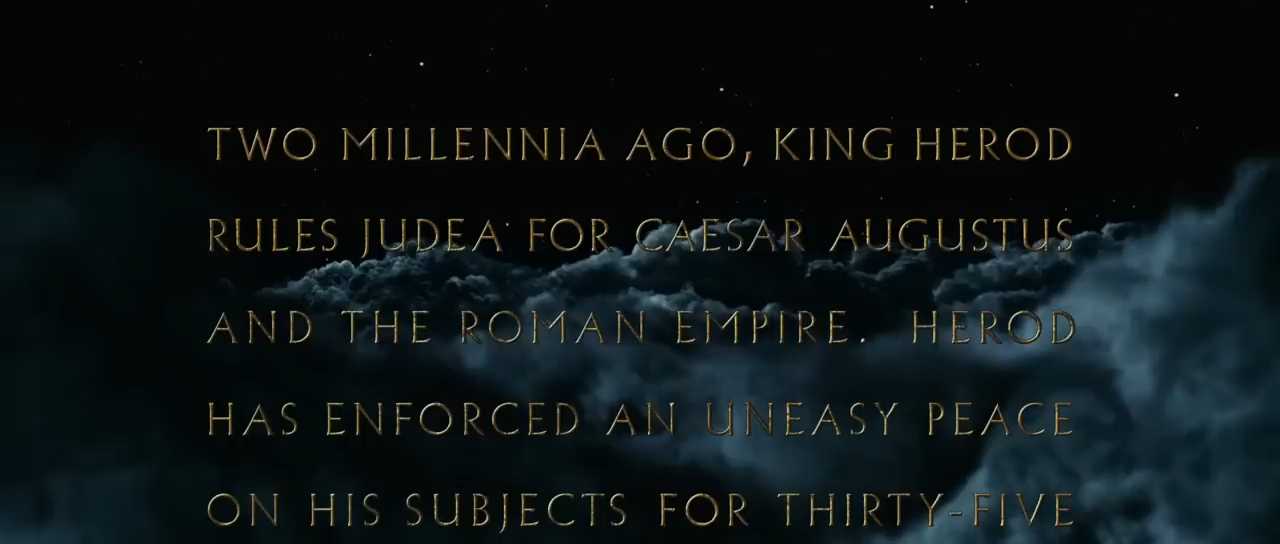 TWO MILLENNIA AGO, KING HEROD
RULES JUDEA FOR CAESAR AUGUSTUS
AND THE ROMAN EMPIRE. HEROD
HAS ENFORCED AN UNEASY PEACE
ON HIS SUBJECTS FOR THIRTY-FIVE